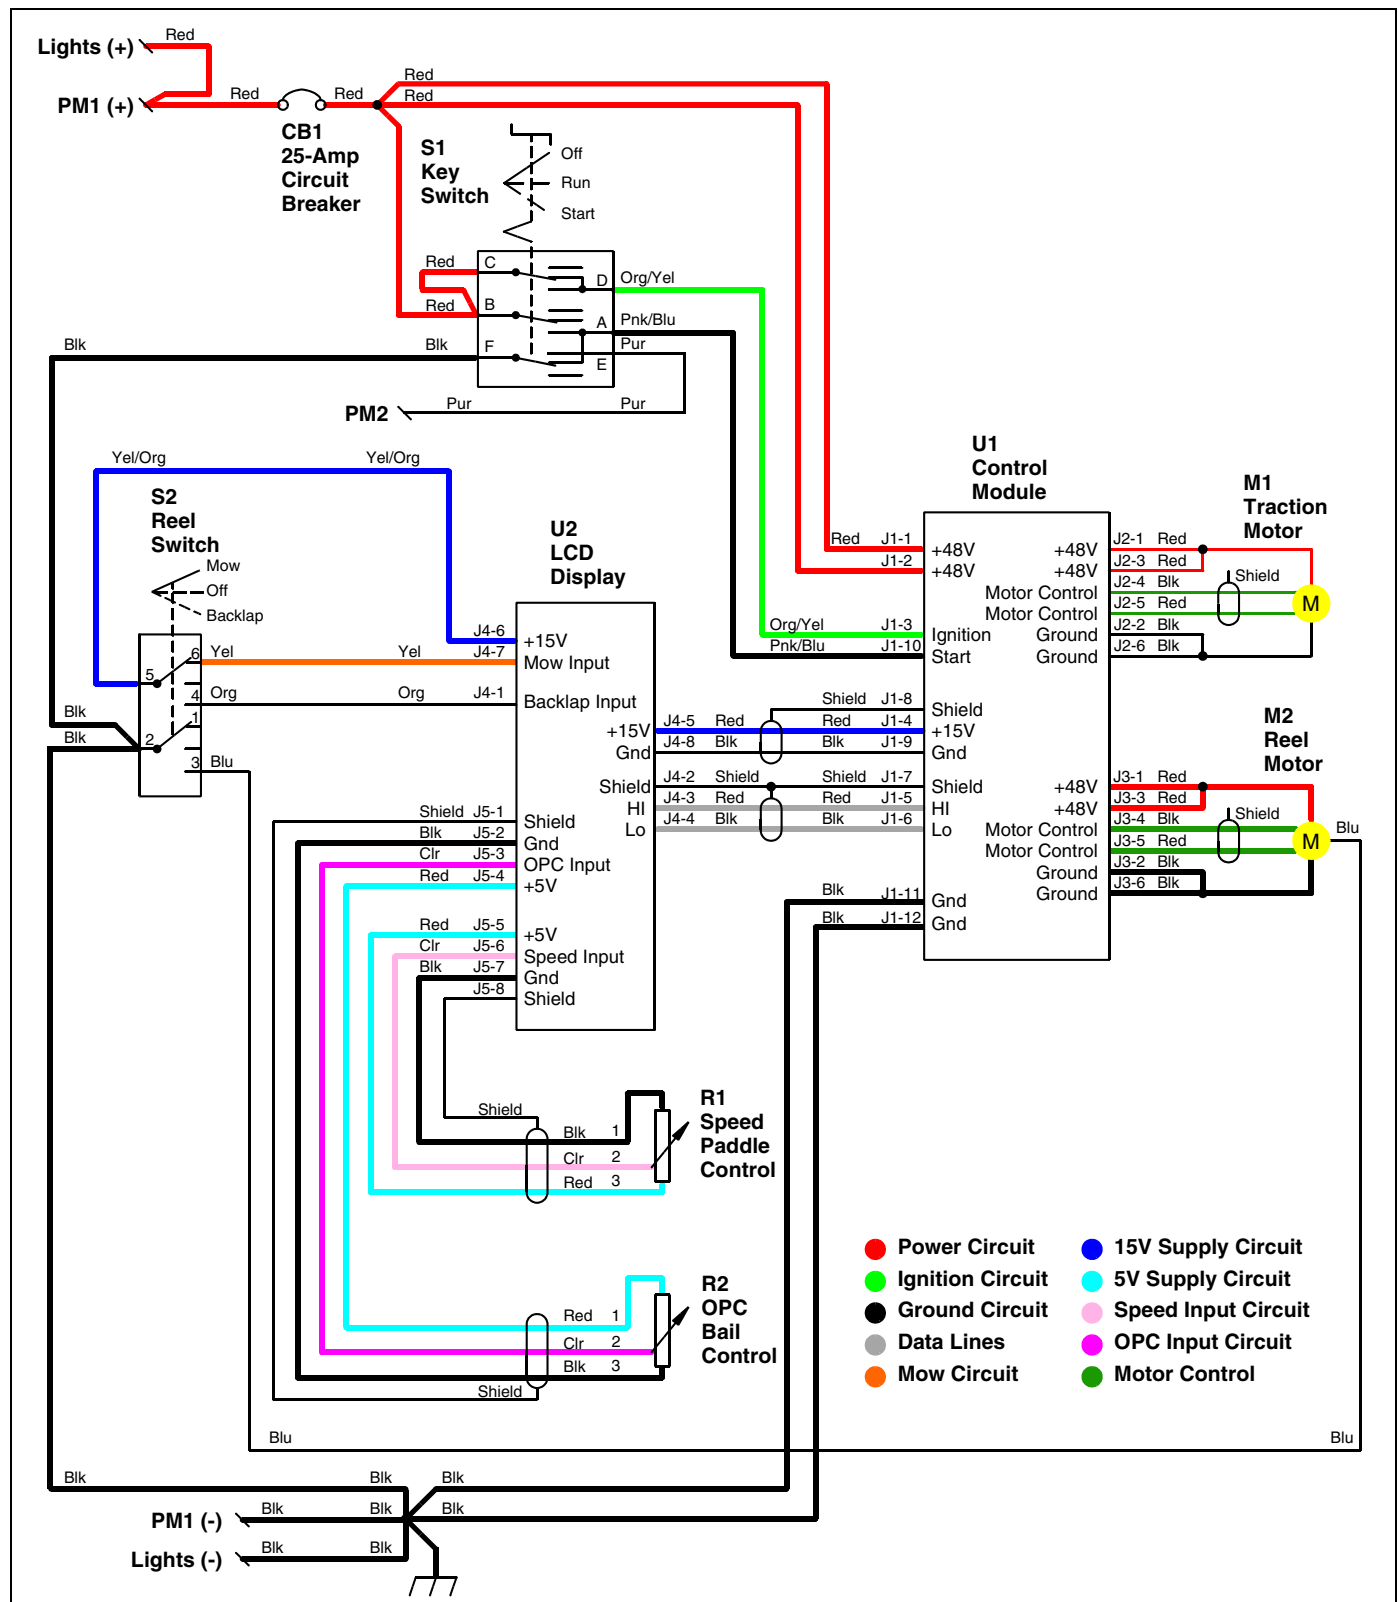 Lights (+)
Red
PM1 (+)
Red
Red
Red
Red
CB1
25-Amp
Circuit
Breaker
S1
Key
Switch
Off
Run
Start
Red
C
D
Org/Yel
Red
B
A
Pnk/Blu
Blk
Blk
F
E
Pur
PM2
Pur
Pur
Yel/Org
Yel/Org
S2
Reel
Switch
Mow
Off
Backlap
6
Yel
Yel
5
4
Org
Org
1
Blk
Blk
2
3
Blu
U2
LCD
Display
J4-6
+15V
J4-7
Mow Input
J4-1
Backlap Input
+15V
J4-5
Red
Red
J1-4
Gnd
J4-8
Blk
Blk
J1-9
Shield
J1-8
Shield
J4-2
Shield
Shield
J1-7
HI
J4-3
Red
Red
J1-5
Lo
J4-4
Blk
Blk
J1-6
Shield
J5-1
Shield
Blk
J5-2
Gnd
Clr
J5-3
OPC Input
Red
J5-4
+5V
Red
J5-5
+5V
Clr
J5-6
Speed Input
Blk
J5-7
Gnd
J5-8
Shield
U1
Control
Module
Red
J1-1
+48V
J1-2
+48V
Org/Yel
J1-3
Ignition
Pnk/Blu
J1-10
Start
Shield
+15V
Gnd
Shield
HI
Lo
Blk
J1-11
Gnd
Blk
J1-12
Gnd
+48V
J2-1
Red
+48V
J2-3
Red
Motor Control
J2-4
Blk
Motor Control
J2-5
Red
Ground
J2-2
Blk
Ground
J2-6
Blk
Shield
M1
Traction
Motor
M
+48V
J3-1
Red
+48V
J3-3
Red
Motor Control
J3-4
Blk
Motor Control
J3-5
Red
Ground
J3-2
Blk
Ground
J3-6
Blk
Shield
M2
Reel
Motor
M
Blu
Shield
Blk
1
Clr
2
Red
3
R1
Speed
Paddle
Control
Red
1
Clr
2
Blk
3
Shield
R2
OPC
Bail
Control
Power Circuit
Ignition Circuit
Ground Circuit
Data Lines
Mow Circuit
15V Supply Circuit
5V Supply Circuit
Speed Input Circuit
OPC Input Circuit
Motor Control
Blu
Blu
Blk
Blk
Blk
PM1 (-)
Blk
Blk
Blk
Lights (-)
Blk
Blk